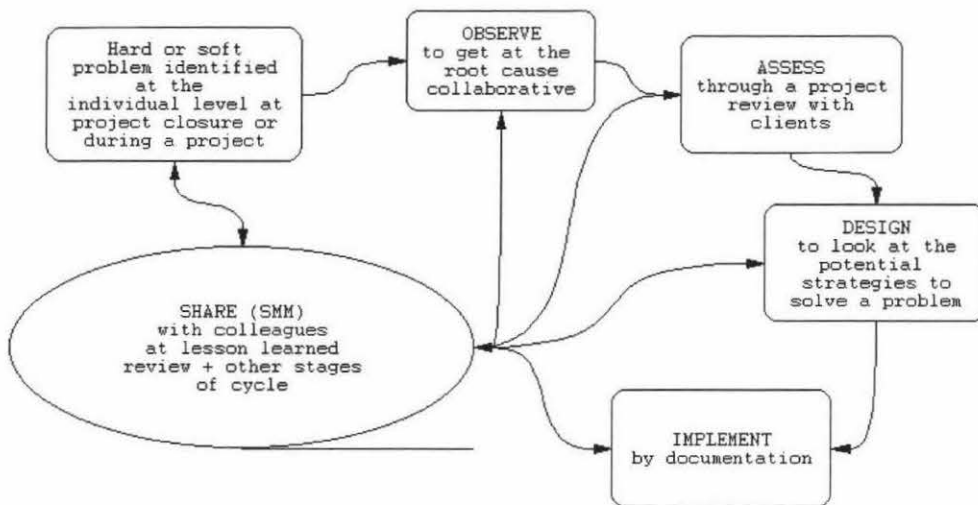 Hard or soft
problem identified
at the
individual level at
project closure or
during a project
OBSERVE
to get at the
root cause
collaborative
ASSESS
through a project
review with
clients
DESIGN
to look at the
potential
strategies to
solve a problem
SHARE (SMM)
with colleagues
at lesson learned
review + other stages
of cycle
IMPLEMENT
by documentation